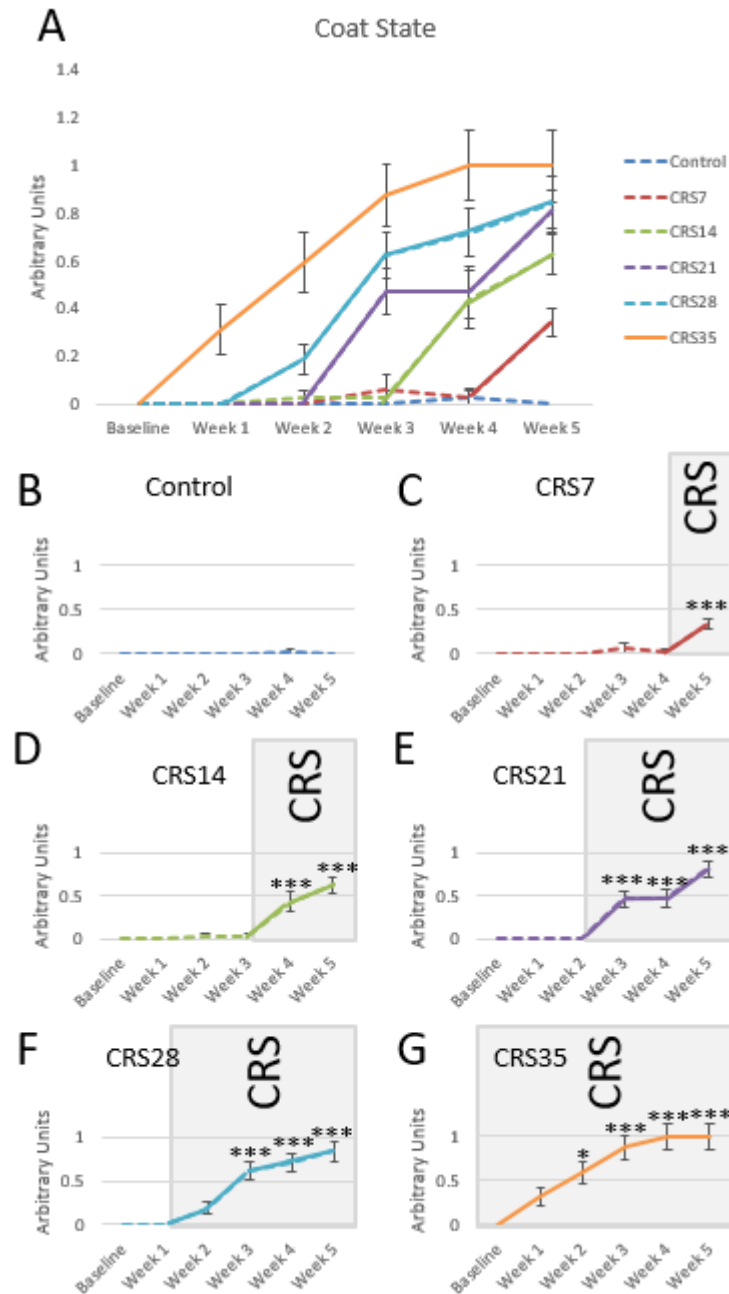 A
Coat State
1.4
1.2
1
0.8
0.6
0.4
0.2
0
Arbitrary Units
Baseline Week 1 Week 2 Week 3 Week 4 Week 5
Control
CRS7
CRS14
CRS21
CRS28
CRS35
B
Control
Arbitrary Units
1
0.5
0
Baseline Week 1 Week 2 Week 3 Week 4 Week 5
C
CRS7
CRS
Arbitrary Units
1
0.5
0
***
Baseline Week 1 Week 2 Week 3 Week 4 Week 5
D
CRS14
CRS
Arbitrary Units
1
0.5
0
*** ***
Baseline Week 1 Week 2 Week 3 Week 4 Week 5
E
CRS21
CRS
Arbitrary Units
1
0.5
0
*** *** ***
Baseline Week 1 Week 2 Week 3 Week 4 Week 5
F
CRS28
CRS
Arbitrary Units
1
0.5
0
*** *** ***
Baseline Week 1 Week 2 Week 3 Week 4 Week 5
G
CRS35
CRS
Arbitrary Units
1
0.5
0
* *** *** ***
Baseline Week 1 Week 2 Week 3 Week 4 Week 5